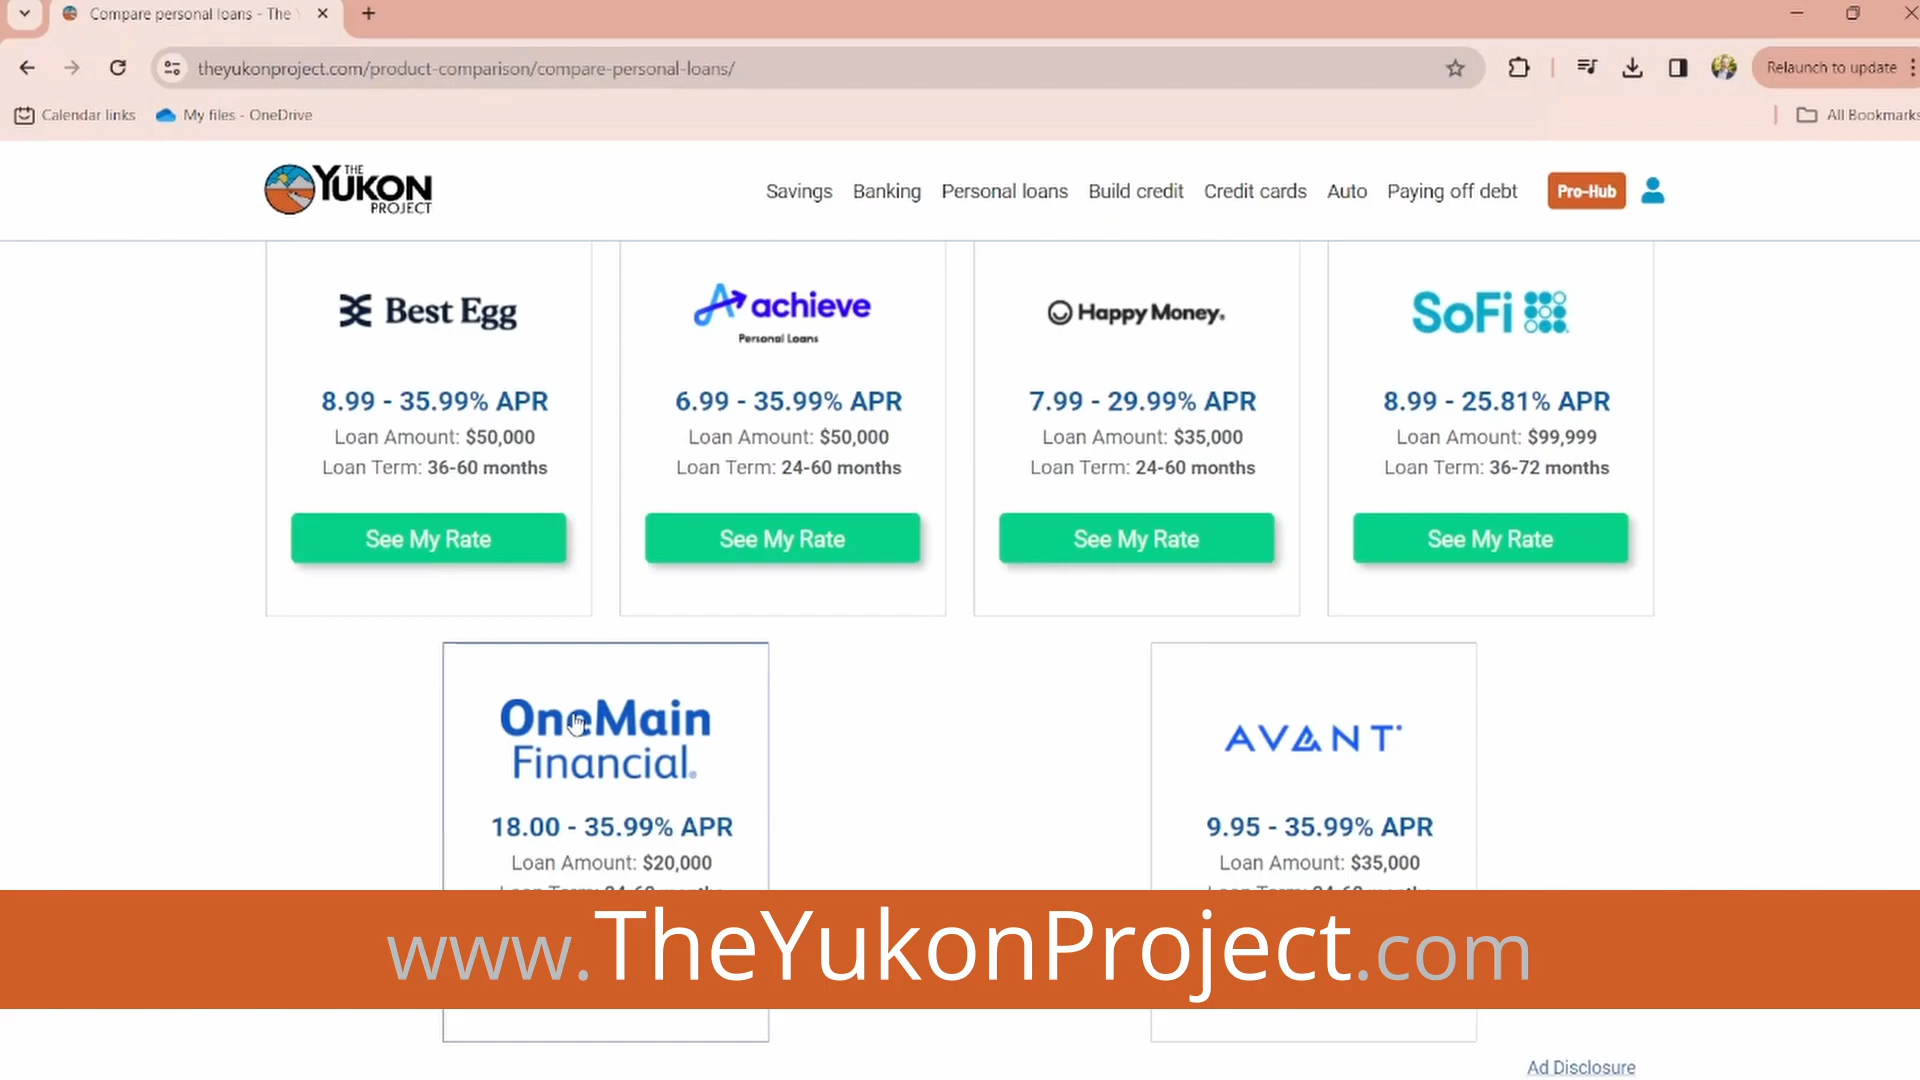 Compare personal loans - The Y
theyukonproject.com/product-comparison/compare-personal-loans/
Relaunch to update
Calendar links
My files - OneDrive
All Bookmarks
THE
YUKON
PROJECT
Savings
Banking
Personal loans
Build credit
Credit cards
Auto
Paying off debt
Pro-Hub
Best Egg
8.99 - 35.99% APR
Loan Amount: $50,000
Loan Term: 36-60 months
See My Rate
achieve
Personal Loans
6.99 - 35.99% APR
Loan Amount: $50,000
Loan Term: 24-60 months
See My Rate
Happy Money.
7.99 - 29.99% APR
Loan Amount: $35,000
Loan Term: 24-60 months
See My Rate
SoFi
8.99 - 25.81% APR
Loan Amount: $99,999
Loan Term: 36-72 months
See My Rate
OneMain
Financial.
18.00 - 35.99% APR
Loan Amount: $20,000
AVANT
9.95 - 35.99% APR
Loan Amount: $35,000
www.TheYukonProject.com
Ad Disclosure